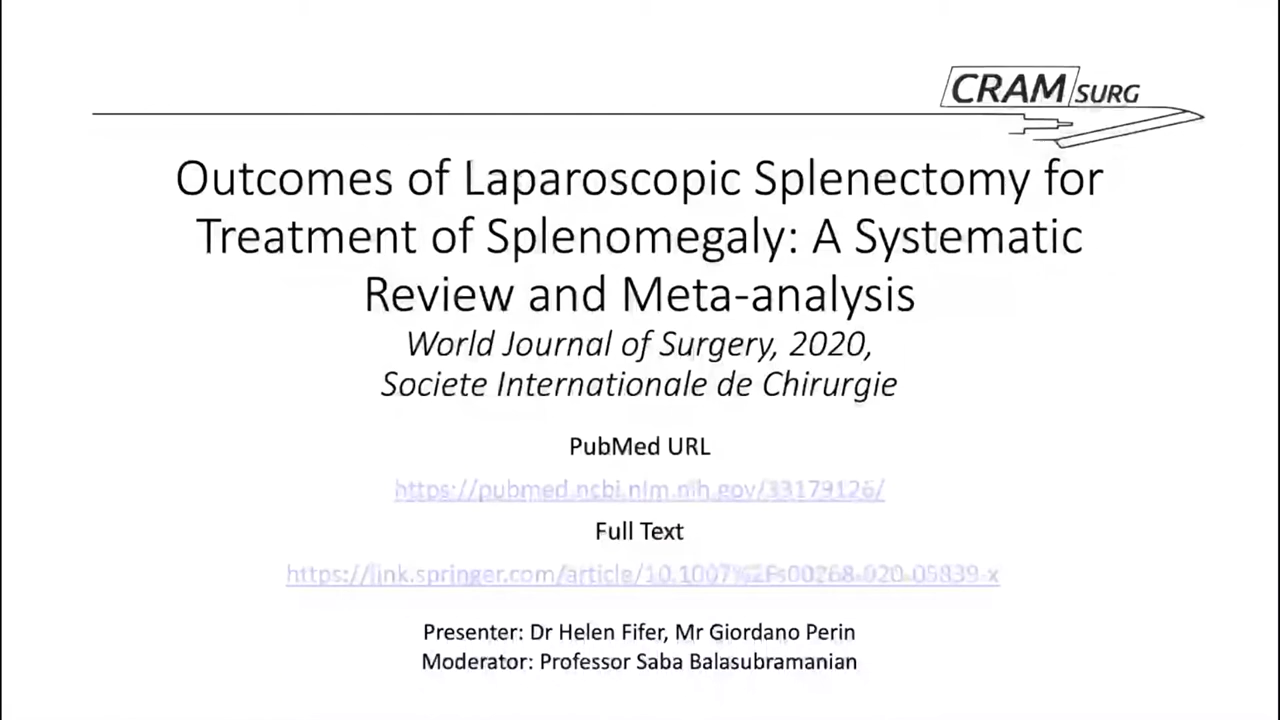 CRAM SURG
Outcomes of Laparoscopic Splenectomy for
Treatment of Splenomegaly: A Systematic
Review and Meta-analysis
World Journal of Surgery, 2020,
Societe Internationale de Chirurgie
PubMed URL
https://pubmed.ncbi.nlm.nih.gov/33179126/
Full Text
https://link.springer.com/article/10.1007%2Fs00268-020-05839-x
Presenter: Dr Helen Fifer, Mr Giordano Perin
Moderator: Professor Saba Balasubramanian